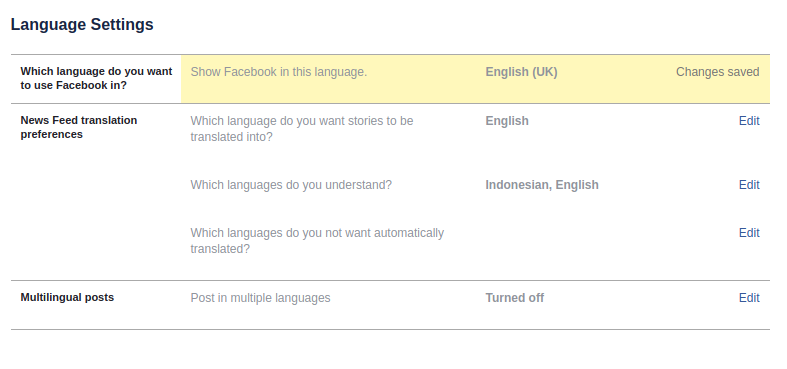 Language Settings
Which language do you want
to use Facebook in?
Show Facebook in this language.
English (UK)
Changes saved
News Feed translation
preferences
Which language do you want stories to be
translated into?
English
Edit
Which languages do you understand?
Indonesian, English
Edit
Which languages do you not want automatically
translated?
Edit
Multilingual posts
Post in multiple languages
Turned off
Edit